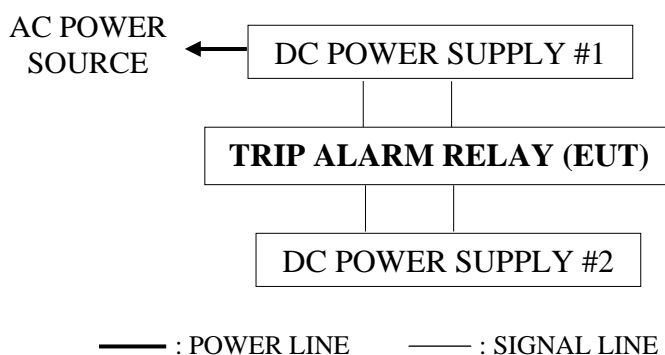 AC POWER
SOURCE
DC POWER SUPPLY #1
TRIP ALARM RELAY (EUT)
DC POWER SUPPLY #2
: POWER LINE
: SIGNAL LINE